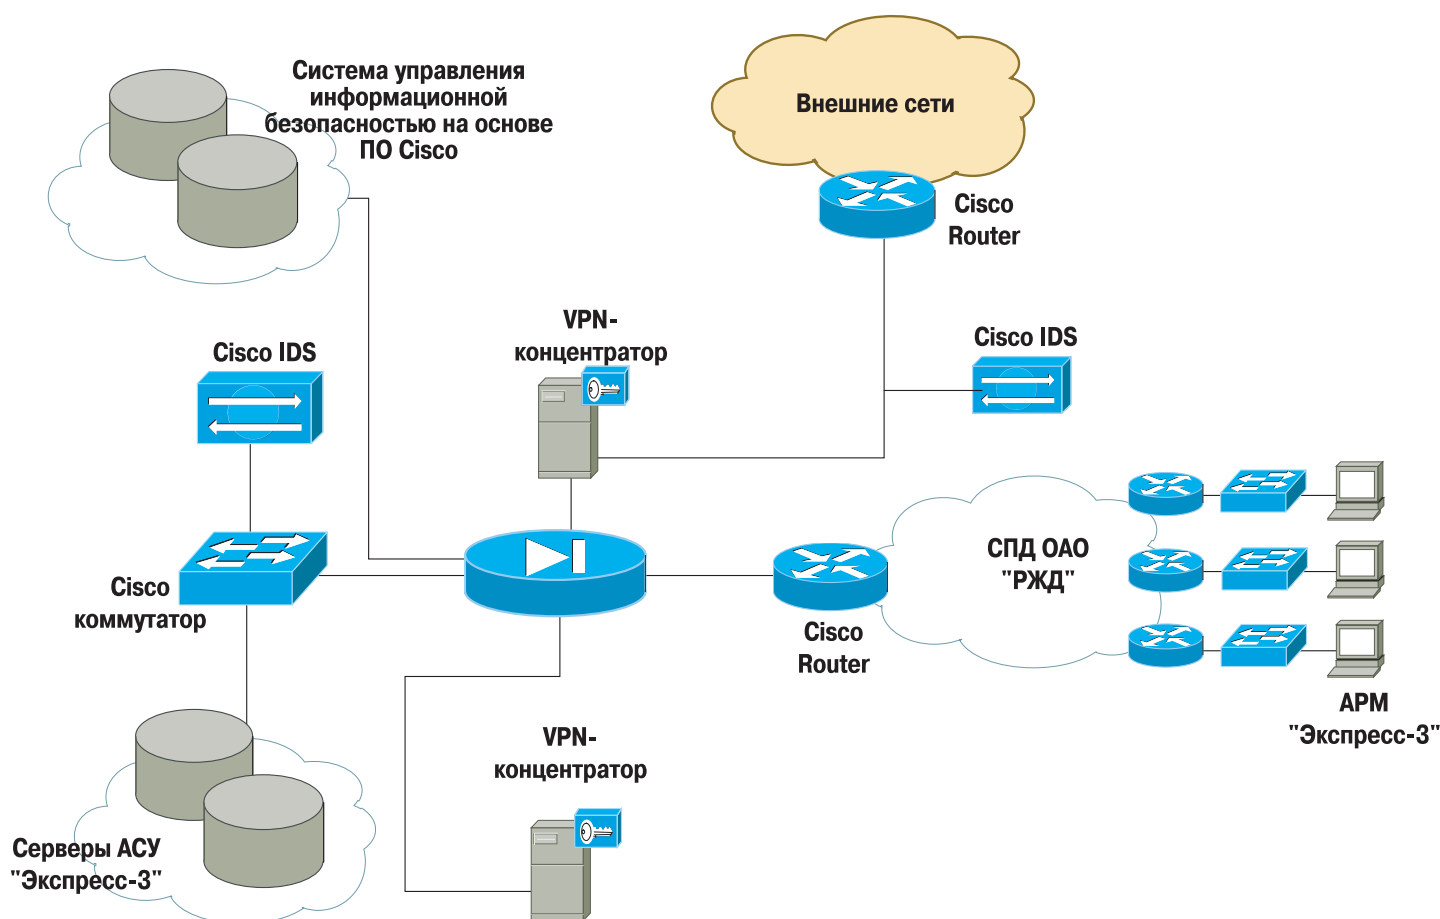 Система управления
информационной
безопасностью на основе
ПО Cisco
Внешние сети
Cisco
Router
VPN-
концентратор
Cisco IDS
Cisco IDS
СПД ОАО
"РЖД"
Cisco
коммутатор
Cisco
Router
АРМ
"Экспресс-3"
VPN-
концентратор
Серверы АСУ
"Экспресс-3"